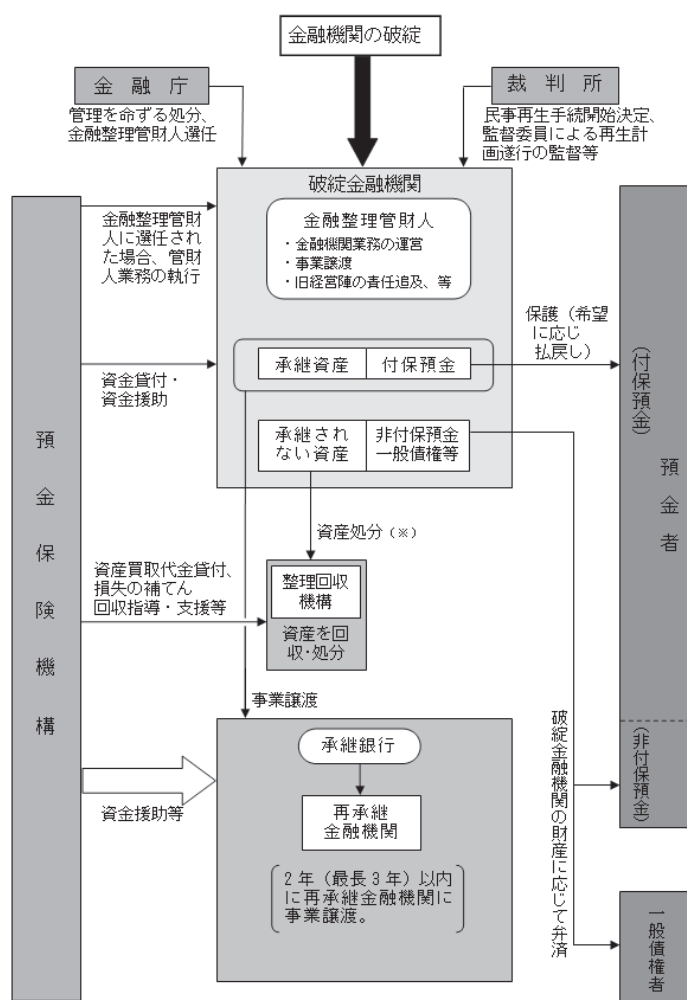 金融機関の破綻
金融庁
管理を命ずる処分、
金融整理管財人選任
裁判所
民事再生手続開始決定、
監督委員による再生計
画遂行の監督等
破綻金融機関
金融整理管財人
・金融機関業務の運営
・事業譲渡
・旧経営陣の責任追及、等
金融整理管財
人に選任され
た場合、管財
人業務の執行
保護（希望
に応じ
払戻し）
承継資産
付保預金
資金貸付・
資金援助
承継され
ない資産
非付保預金
一般債権等
預金保険機構
(付保預金)
預金者
資産処分（※）
資産買取代金貸付、
損失の補てん
回収指導・支援等
整理回収
機構
資産を回
収・処分
事業譲渡
破綻金融機関の財産に応じて弁済
(非付保預金)
承継銀行
資金援助等
再承継
金融機関
2年（最長3年）以内
に再承継金融機関に
事業譲渡。
一般債権者